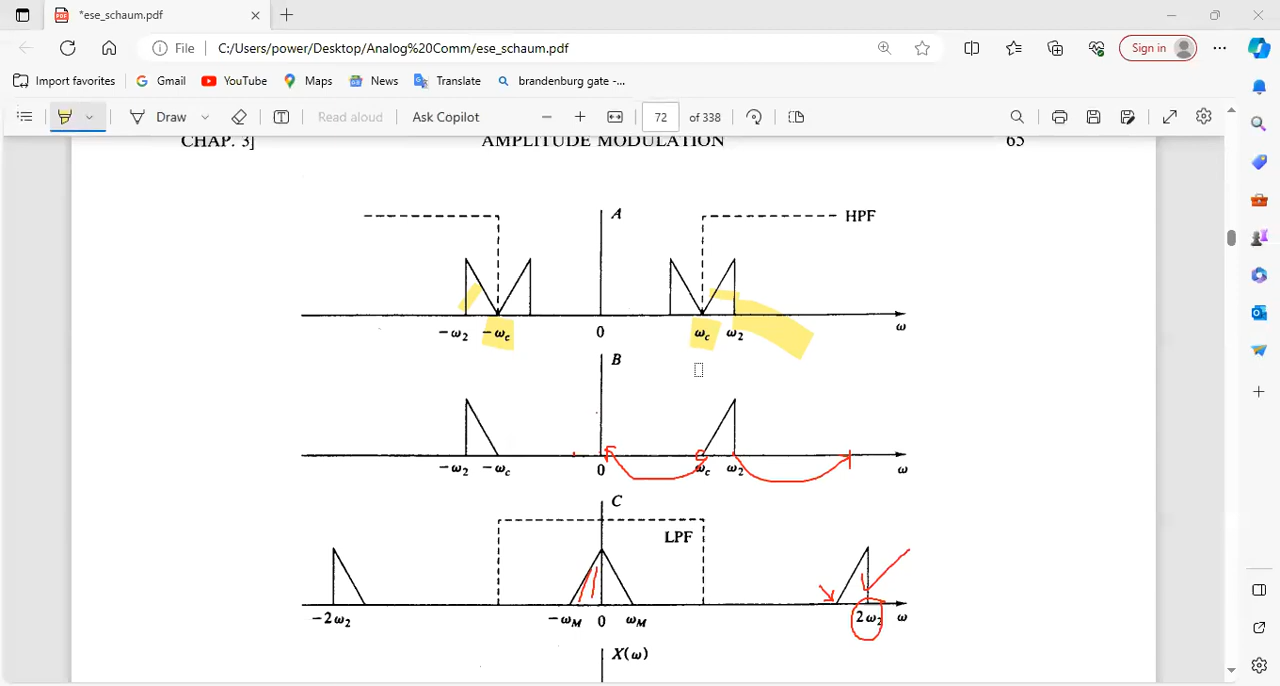 *ese_schaum.pdf
File C:/Users/power/Desktop/Analog%20Comm/ese_schaum.pdf Sign in
Import favorites Gmail YouTube Maps News Translate brandenburg gate -...
Draw Read aloud Ask Copilot 72 of 338
CHAP. 3] AMPLITUDE MODULATION 65
A HPF
−ω2 −ωc 0 ωc ω2 ω
B
−ω2 −ωc 0 ωc ω2 ω
C
LPF
−2ω2 −ωM 0 ωM 2ω2 ω
X(ω)